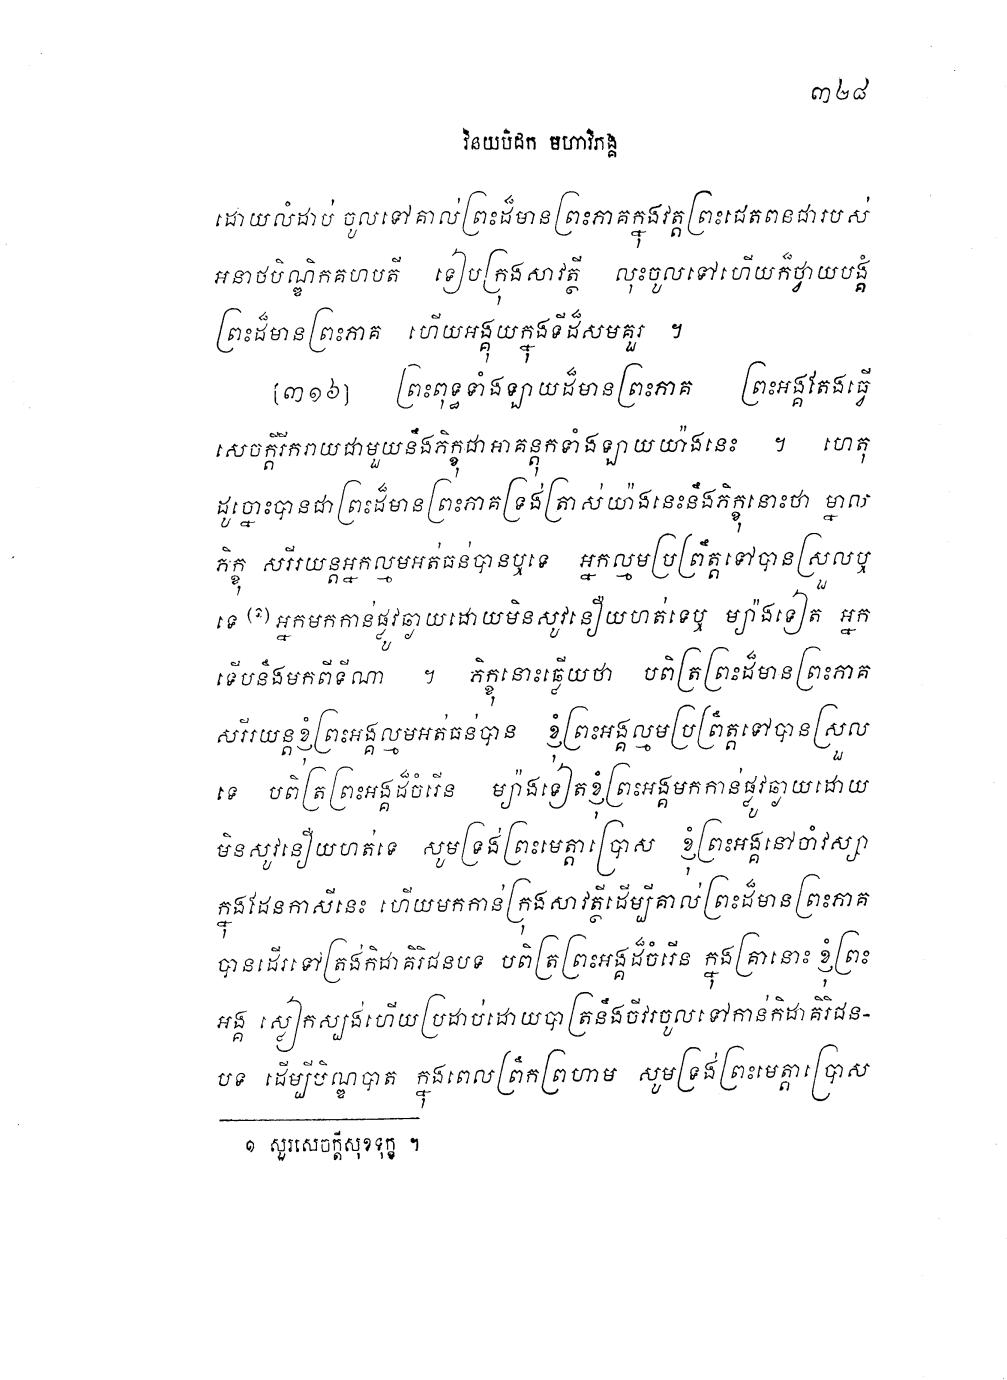 ៣២៨
វិនយបិដក មហាវិភង្គ
ដោយលំដាប់ ចូលទៅគាល់ព្រះដ៏មានព្រះភាគក្នុងវត្តព្រះជេតពនជារបស់
អនាថបិណ្ឌិកគហបតី ទៀបក្រុងសាវត្ថី លុះចូលទៅហើយក៏ថ្វាយបង្គំ
ព្រះដ៏មានព្រះភាគ ហើយអង្គុយក្នុងទីដ៏សមគួរ ។
[៣១៦] ព្រះពុទ្ធទាំងឡាយដ៏មានព្រះភាគ ព្រះអង្គតែងធ្វើ
សេចក្តីរីករាយជាមួយនឹងភិក្ខុជាអាគន្តុកទាំងឡាយយ៉ាងនេះ ។ ហេតុ
ដូច្នោះបានជាព្រះដ៏មានព្រះភាគទ្រង់ត្រាស់យ៉ាងនេះនឹងភិក្ខុនោះថា ម្នាល
ភិក្ខុ សរីរយន្តអ្នកល្មមអត់ធន់បានឬទេ អ្នកល្មមប្រព្រឹត្តទៅបានស្រួលឬ
ទេ (១) អ្នកមកកាន់ផ្លូវឆ្ងាយដោយមិនសូវនឿយហត់ទេឬ ម្យ៉ាងទៀត អ្នក
ទើបនឹងមកពីទីណា ។ ភិក្ខុនោះឆ្លើយថា បពិត្រព្រះដ៏មានព្រះភាគ
សរីរយន្តខ្ញុំព្រះអង្គល្មមអត់ធន់បាន ខ្ញុំព្រះអង្គល្មមប្រព្រឹត្តទៅបានស្រួល
ទេ បពិត្រព្រះអង្គដ៏ចំរើន ម្យ៉ាងទៀតខ្ញុំព្រះអង្គមកកាន់ផ្លូវឆ្ងាយដោយ
មិនសូវនឿយហត់ទេ សូមទ្រង់ព្រះមេត្តាប្រោស ខ្ញុំព្រះអង្គនៅចាំវស្សា
ក្នុងដែនកាសីនេះ ហើយមកកាន់ក្រុងសាវត្ថីដើម្បីគាល់ព្រះដ៏មានព្រះភាគ
បានដើរទៅត្រង់កិដាគិរិជនបទ បពិត្រព្រះអង្គដ៏ចំរើន ក្នុងគ្រានោះ ខ្ញុំព្រះ
អង្គ ស្លៀកស្បង់ហើយប្រដាប់ដោយបាត្រនឹងចីវរចូលទៅកាន់កិដាគិរិជន-
បទ ដើម្បីបិណ្ឌបាត ក្នុងពេលព្រឹកព្រហាម សូមទ្រង់ព្រះមេត្តាប្រោស
១ សួរសេចក្តីសុខទុក្ខ ។